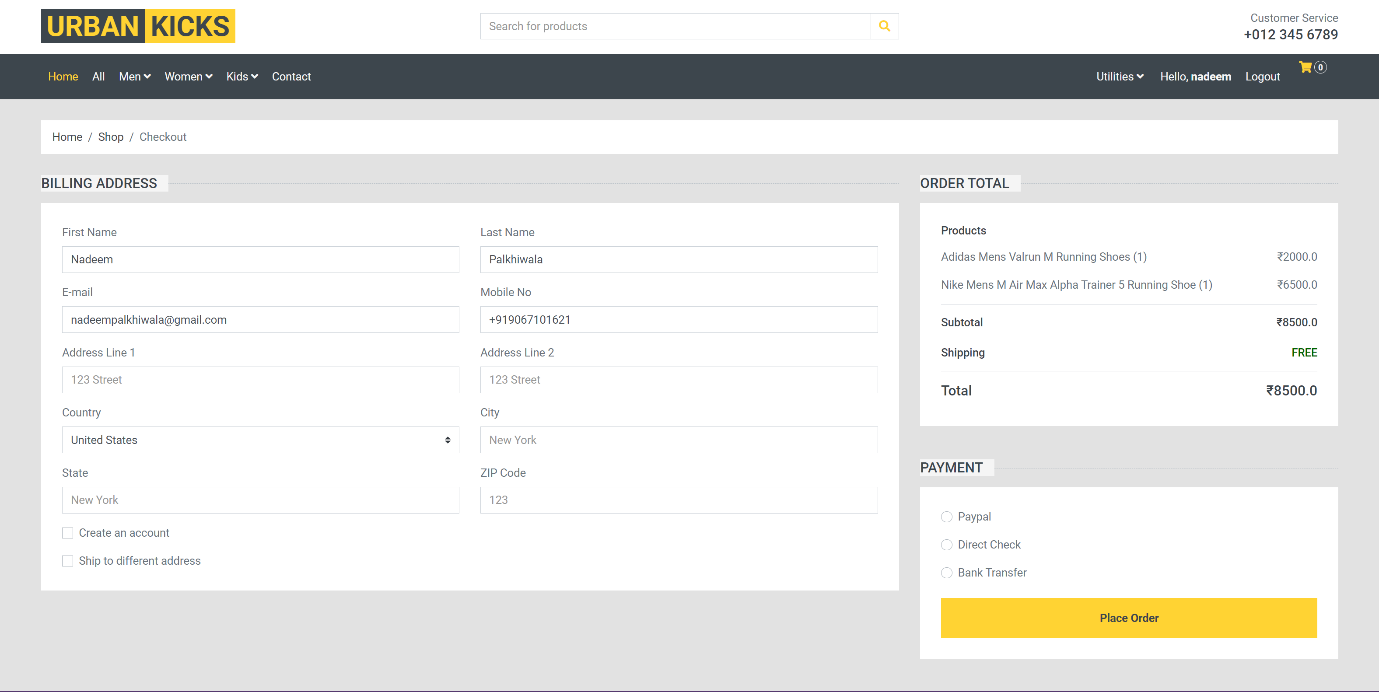 URBAN KICKS
Search for products
Customer Service
+012 345 6789
Home All Men Women Kids Contact
Utilities Hello, nadeem Logout 0
Home / Shop / Checkout
BILLING ADDRESS
First Name Last Name
Nadeem Palkhiwala
E-mail Mobile No
nadeempalkhiwala@gmail.com +919067101621
Address Line 1 Address Line 2
123 Street 123 Street
Country City
United States New York
State ZIP Code
New York 123
Create an account
Ship to different address
ORDER TOTAL
Products
Adidas Mens Valrun M Running Shoes (1) ₹2000.0
Nike Mens M Air Max Alpha Trainer 5 Running Shoe (1) ₹6500.0
Subtotal ₹8500.0
Shipping FREE
Total ₹8500.0
PAYMENT
Paypal
Direct Check
Bank Transfer
Place Order